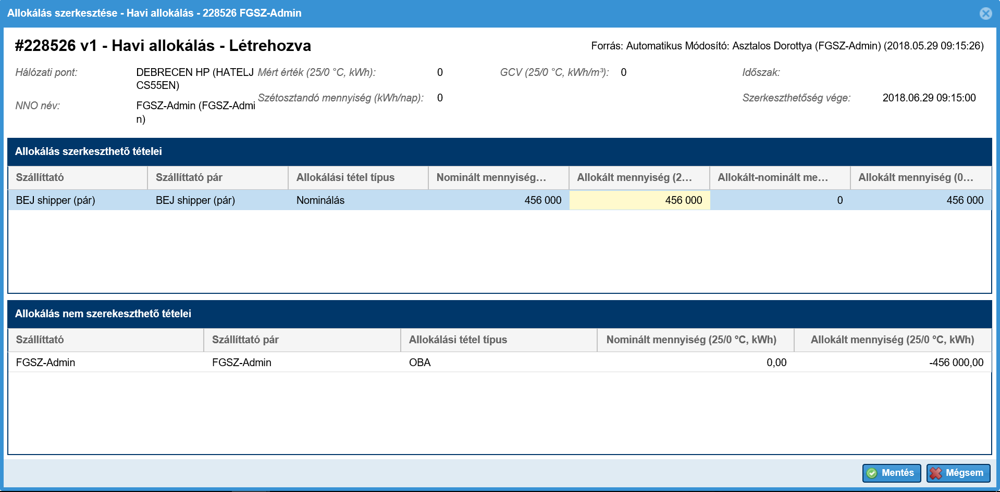 Allokálás szerkesztése - Havi allokálás - 228526 FGSZ-Admin
#228526 v1 - Havi allokálás - Létrehozva
Forrás: Automatikus Módosító: Asztalos Dorottya (FGSZ-Admin) (2018.05.29 09:15:26)
Hálózati pont: DEBRECEN HP (HATELJ Mért érték (25/0 °C, kWh): 0 GCV (25/0 °C, kWh/m³): 0 Időszak:
CS55EN)
Szétosztandó mennyiség (kWh/nap): 0 Szerkeszthetőség vége: 2018.06.29 09:15:00
NNO név: FGSZ-Admin (FGSZ-Admi
n)
Allokálás szerkeszthető tételei
Szállíttató Szállíttató pár Allokálási tétel típus Nominált mennyiség… Allokált mennyiség (2… Allokált-nominált me… Allokált mennyiség (0…
BEJ shipper (pár) BEJ shipper (pár) Nominálás 456 000 456 000 0 456 000
Allokálás nem szerekeszthető tételei
Szállíttató Szállíttató pár Allokálási tétel típus Nominált mennyiség (25/0 °C, kWh) Allokált mennyiség (25/0 °C, kWh)
FGSZ-Admin FGSZ-Admin OBA 0,00 -456 000,00
Mentés Mégsem